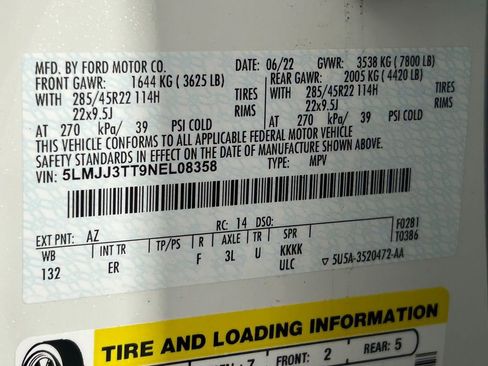 MFD. BY FORD MOTOR CO. DATE: 06/22 GVWR: 3538 KG ( 7800 LB)
FRONT GAWR: 1644 KG ( 3625 LB) REAR GAWR: 2005 KG ( 4420 LB)
WITH 285/45R22 114H TIRES WITH 285/45R22 114H TIRES
22x9.5J RIMS 22x9.5J RIMS
AT 270 kPa/ 39 PSI COLD AT 270 kPa/ 39 PSI COLD
THIS VEHICLE CONFORMS TO ALL APPLICABLE FEDERAL MOTOR VEHICLE
SAFETY STANDARDS IN EFFECT ON THE DATE OF MANUFACTURE SHOWN ABOVE.
VIN: 5LMJJ3TT9NEL08358 TYPE: MPV
EXT PNT: AZ RC: 14 DSO: F0281
WB INT TR TP/PS R AXLE TR SPR T0386
132 ER F 3L U KKKK
ULC ▽ 5U5A-3520472-AA
TIRE AND LOADING INFORMATION
7 FRONT: 2 REAR: 5